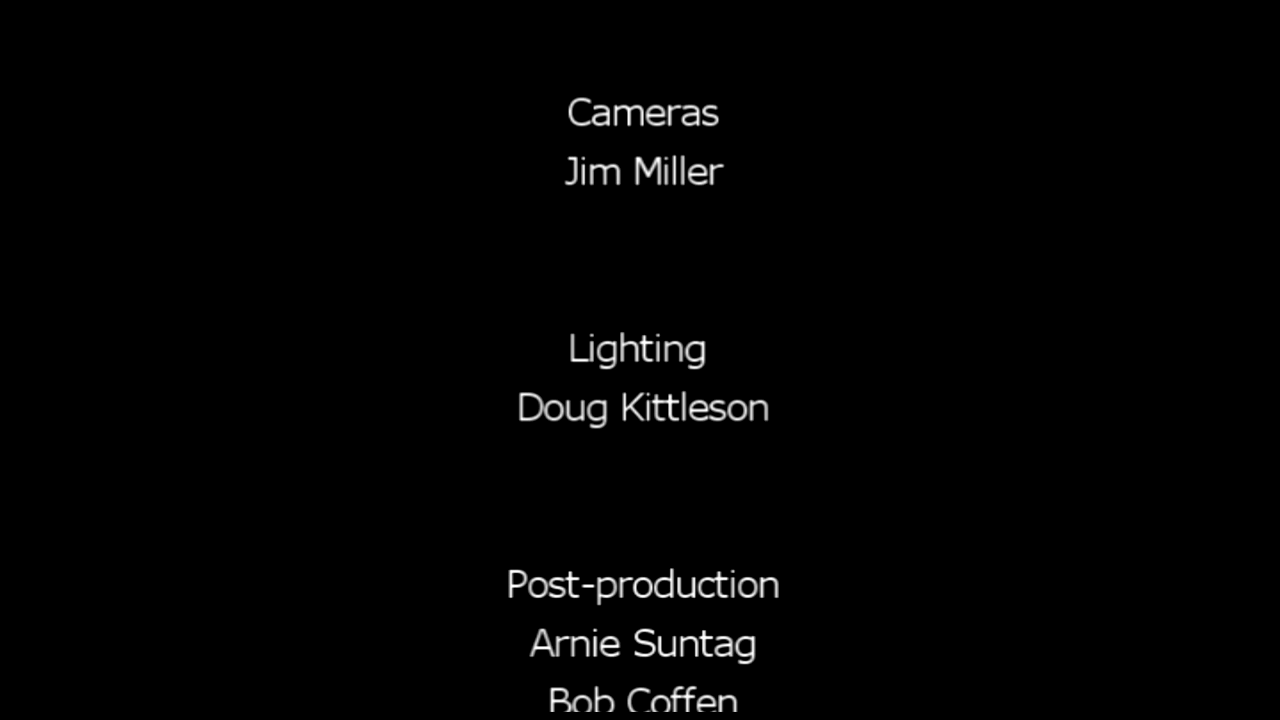 Cameras
Jim Miller
Lighting
Doug Kittleson
Post-production
Arnie Suntag
Bob Coffen